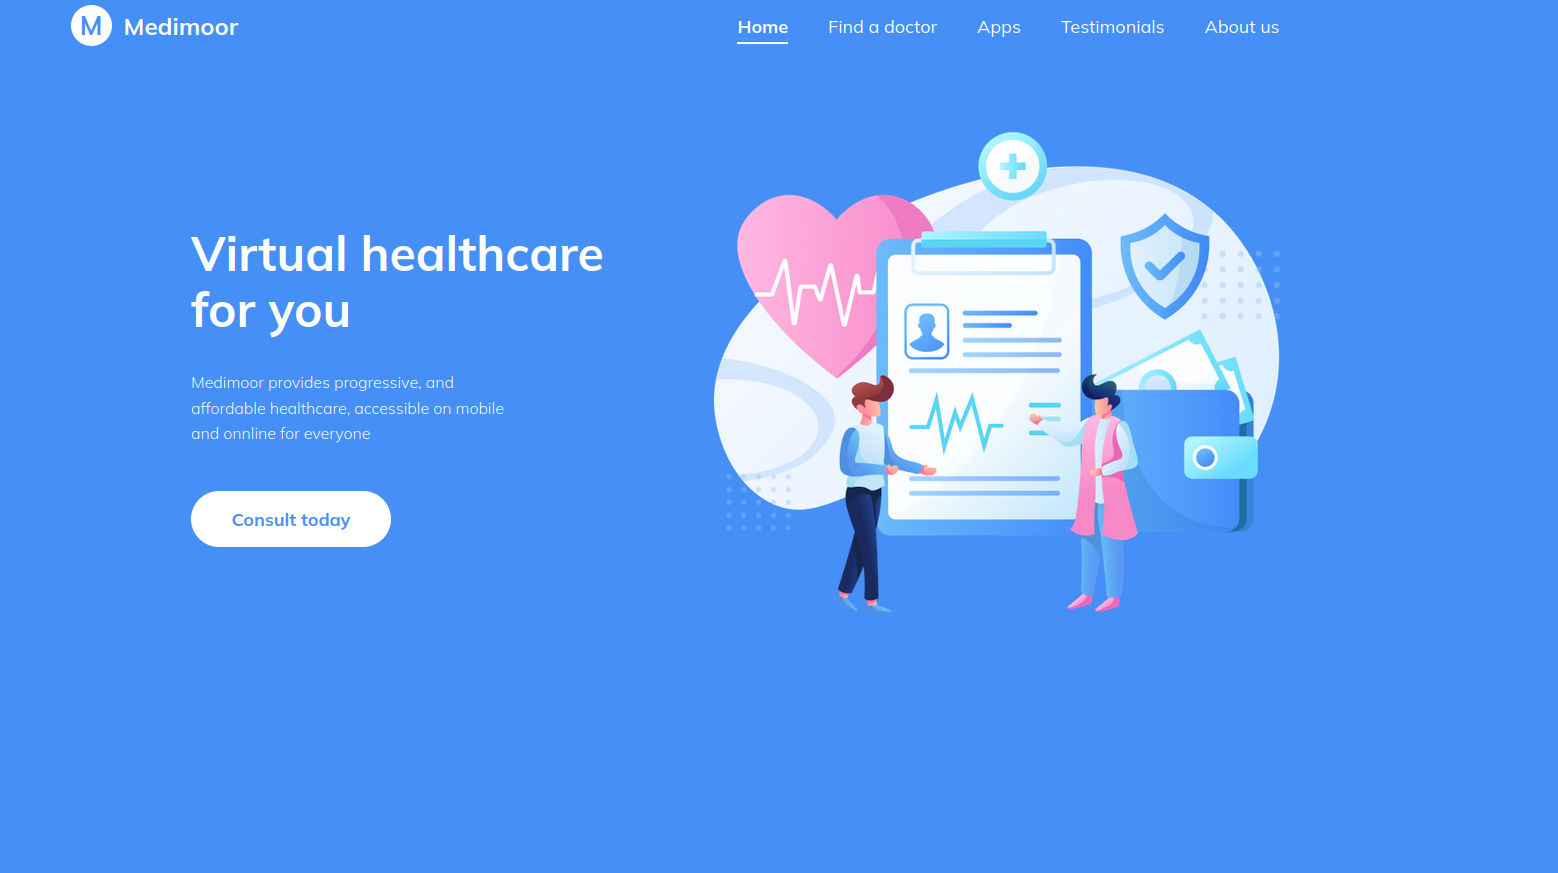 M Medimoor
Home Find a doctor Apps Testimonials About us
Virtual healthcare
for you
Medimoor provides progressive, and
affordable healthcare, accessible on mobile
and onnline for everyone
Consult today